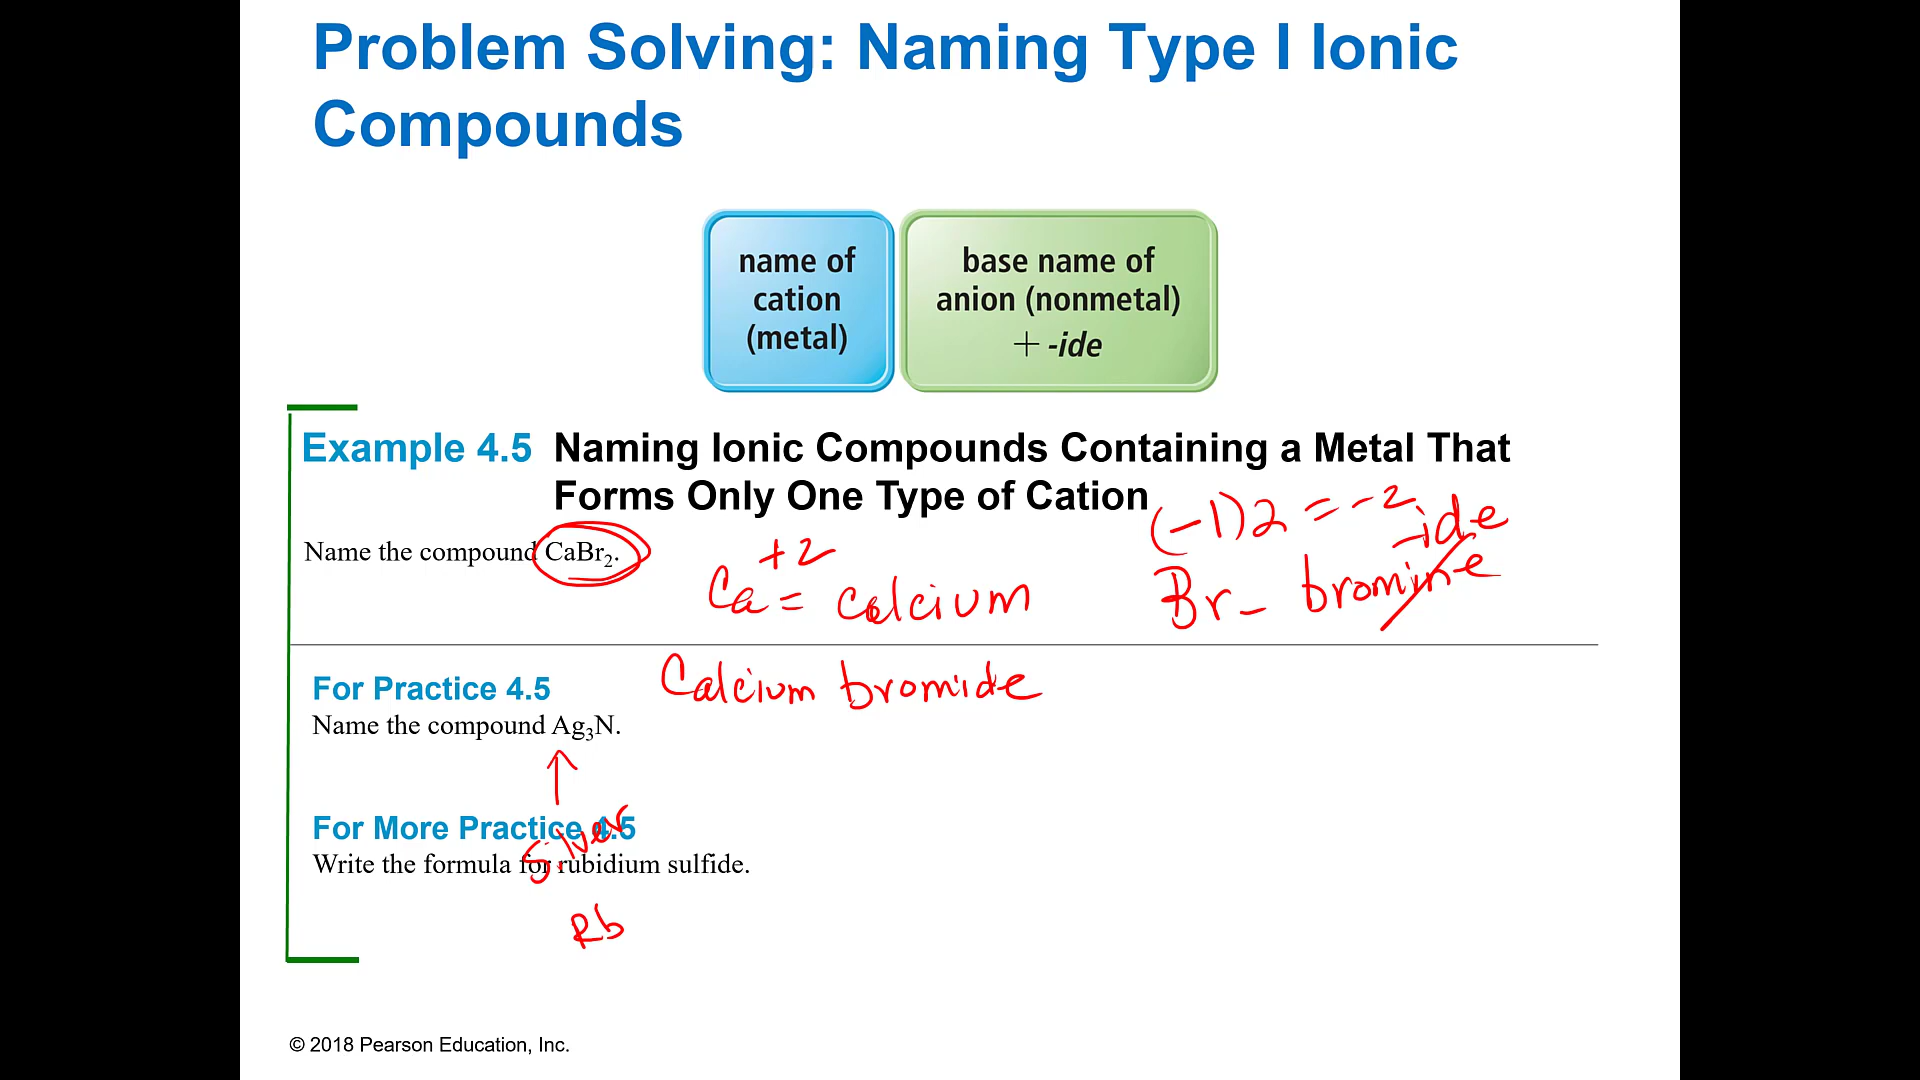 Problem Solving: Naming Type I Ionic
Compounds
name of
cation
(metal)
base name of
anion (nonmetal)
+ -ide
Example 4.5 Naming Ionic Compounds Containing a Metal That
Forms Only One Type of Cation
(-1)2 = -2
-ide
Name the compound CaBr₂.
+2
Ca = calcium
Br - bromine
For Practice 4.5
Calcium bromide
Name the compound Ag₃N.
↑
Silver
For More Practice 4.5
Write the formula for rubidium sulfide.
Rb
© 2018 Pearson Education, Inc.